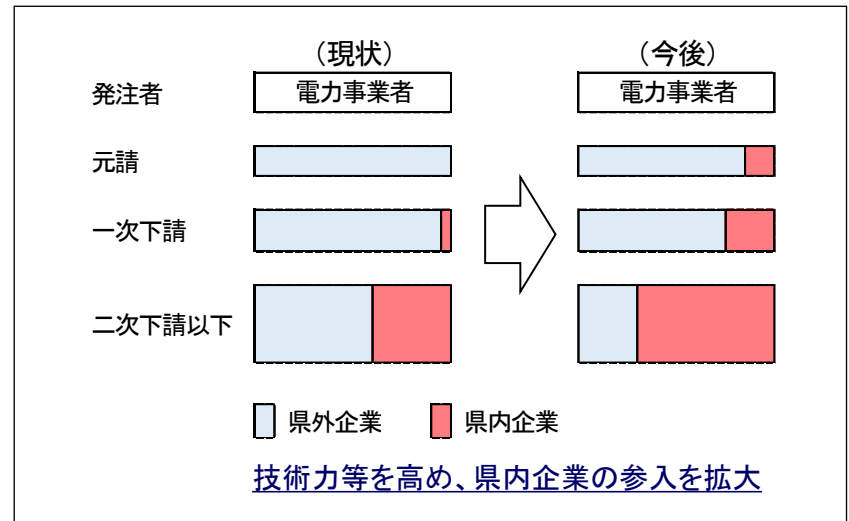 （現状）
（今後）
発注者
電力事業者
電力事業者
元請
一次下請
二次下請以下
県外企業
県内企業
技術力等を高め、県内企業の参入を拡大